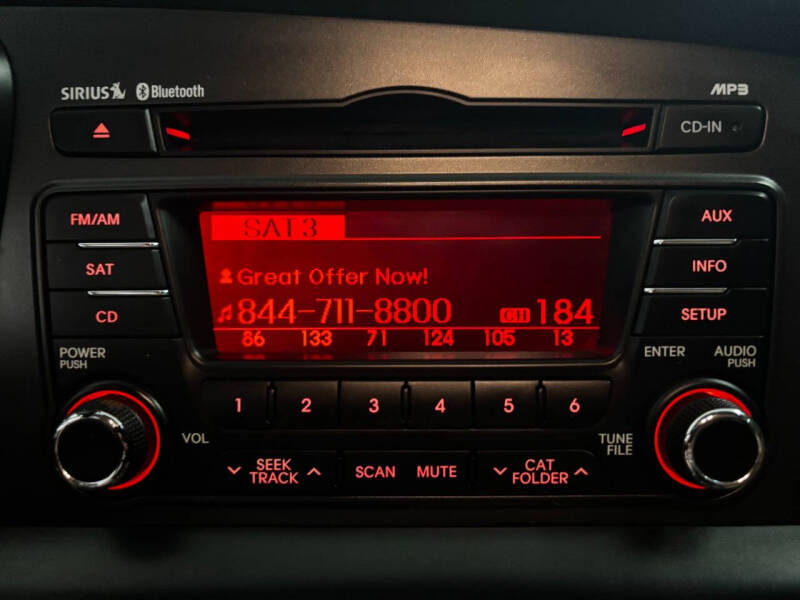 SIRIUS Bluetooth MP3
CD-IN
FM/AM
SAT
CD
SAT3
Great Offer Now!
844-711-8800 CH 184
86 133 71 124 105 13
AUX
INFO
SETUP
POWER
PUSH
ENTER AUDIO
PUSH
1 2 3 4 5 6
VOL
TUNE
FILE
SEEK
TRACK
SCAN MUTE
CAT
FOLDER